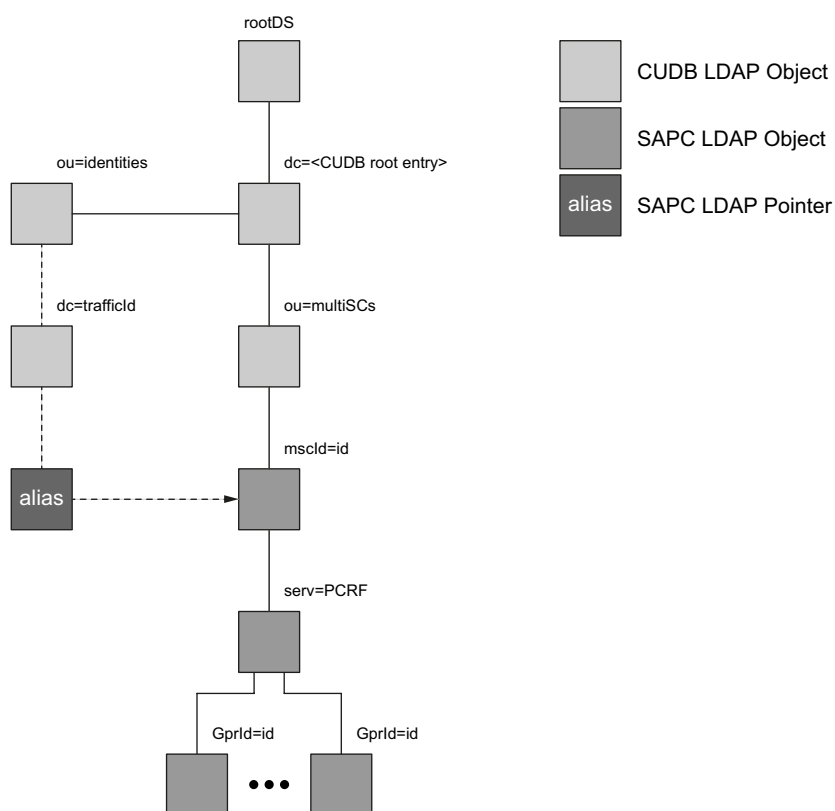 rootDS
CUDB LDAP Object
SAPC LDAP Object
alias SAPC LDAP Pointer
ou=identities
dc=<CUDB root entry>
dc=trafficId
ou=multiSCs
mscId=id
alias
serv=PCRF
GprId=id
GprId=id